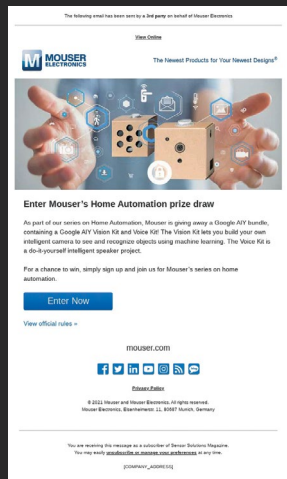 The following email has been sent by a 3rd party on behalf of Mouser Electronics
View Online
MOUSER
ELECTRONICS
The Newest Products for Your Newest Designs®
Enter Mouser's Home Automation prize draw
As part of our series on Home Automation, Mouser is giving away a Google AIY bundle,
containing a Google AIY Vision Kit and Voice Kit! The Vision Kit lets you build your own
intelligent camera to see and recognize objects using machine learning. The Voice Kit is
a do-it-yourself intelligent speaker project.
For a chance to win, simply sign up and join us for Mouser's series on home
automation.
Enter Now
View official rules »
mouser.com
Privacy Policy
© 2021 Mouser and Mouser Electronics. All rights reserved.
Mouser Electronics, Elsenheimerstr. 11, 80687 Munich, Germany
You are receiving this message as a subscriber of Sensor Solutions Magazine.
You may easily unsubscribe or manage your preferences at any time.
[COMPANY_ADDRESS]